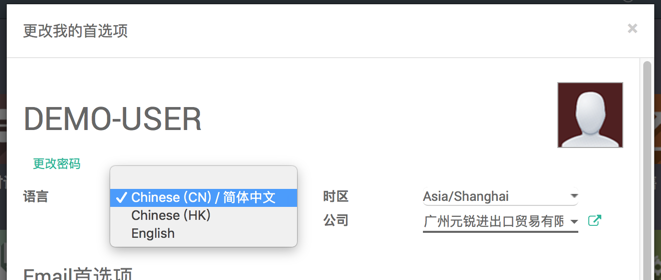 更改我的首选项 ×
DEMO-USER
更改密码
语言
✓ Chinese (CN) / 简体中文
Chinese (HK)
English
时区 Asia/Shanghai
公司 广州元锐进出口贸易有限
Email首选项